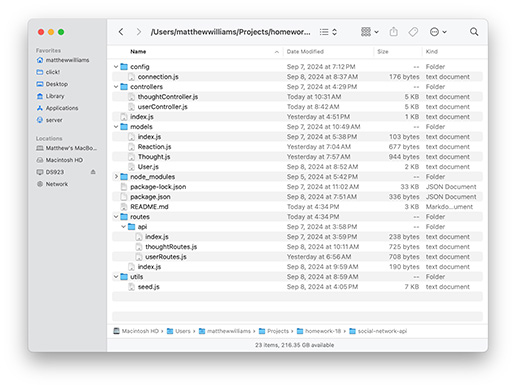 /Users/matthewwilliams/Projects/homewor...
Favorites
matthewwilliams
click!
Desktop
Library
Applications
server
Locations
Matthew's MacBo...
Macintosh HD
DS923
Network
Name Date Modified Size Kind
config Sep 7, 2024 at 7:12 PM -- Folder
connection.js Sep 8, 2024 at 8:37 AM 176 bytes text document
controllers Sep 7, 2024 at 4:29 PM -- Folder
thoughtController.js Today at 10:31 AM 5 KB text document
userController.js Today at 8:42 AM 5 KB text document
index.js Yesterday at 4:51 PM 1 KB text document
models Sep 7, 2024 at 10:49 AM -- Folder
index.js Sep 7, 2024 at 5:38 PM 103 bytes text document
Reaction.js Yesterday at 7:04 AM 677 bytes text document
Thought.js Yesterday at 7:57 AM 944 bytes text document
User.js Sep 8, 2024 at 8:52 AM 2 KB text document
node_modules Sep 5, 2024 at 5:42 PM -- Folder
package-lock.json Sep 7, 2024 at 11:02 AM 33 KB JSON Document
package.json Sep 8, 2024 at 7:51 AM 336 bytes JSON Document
README.md Today at 4:34 PM 3 KB Markdo...ument
routes Today at 4:34 PM -- Folder
api Sep 7, 2024 at 3:58 PM -- Folder
index.js Sep 7, 2024 at 3:59 PM 238 bytes text document
thoughtRoutes.js Sep 8, 2024 at 10:11 AM 725 bytes text document
userRoutes.js Yesterday at 6:56 AM 708 bytes text document
index.js Sep 8, 2024 at 9:59 AM 190 bytes text document
utils Sep 8, 2024 at 8:59 AM -- Folder
seed.js Sep 8, 2024 at 4:05 PM 7 KB text document
Macintosh HD Users matthewwilliams Projects homework-18 social-network-api
23 items, 216.35 GB available